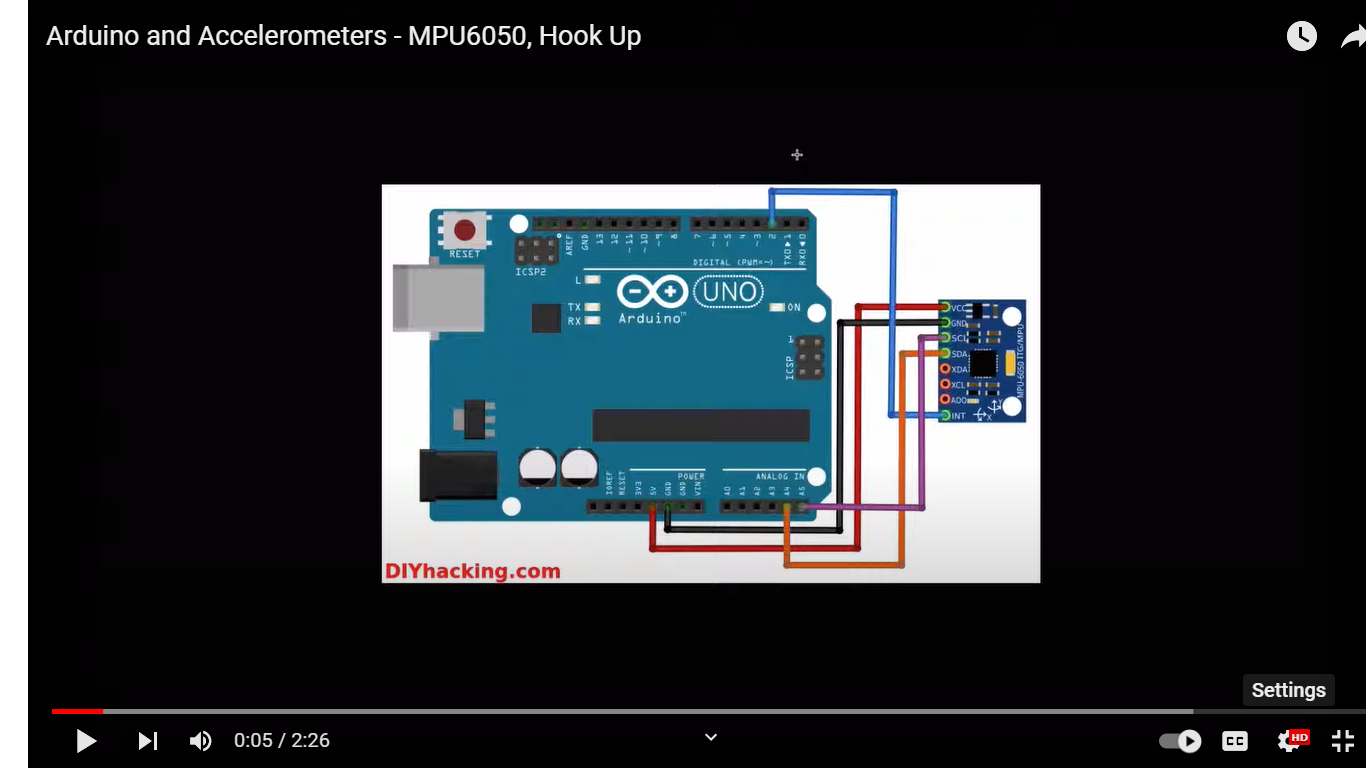 Arduino and Accelerometers - MPU6050, Hook Up
RESET
ICSP2
AREF
GND
13
12
~11
~10
~9
8
7
~6
~5
4
~3
2
TXD▶1
RXD◀0
DIGITAL (PWM=~)
L
TX
RX
Arduino™
UNO
ON
1
ICSP
VCC
GND
SCL
SDA
XDA
XCL
ADO
INT
MPU-6050 ITG/MPU
Y
X
POWER
ANALOG IN
IOREF
RESET
3V3
5V
GND
GND
VIN
A0
A1
A2
A3
A4
A5
DIYhacking.com
Settings
0:05 / 2:26
CC
HD